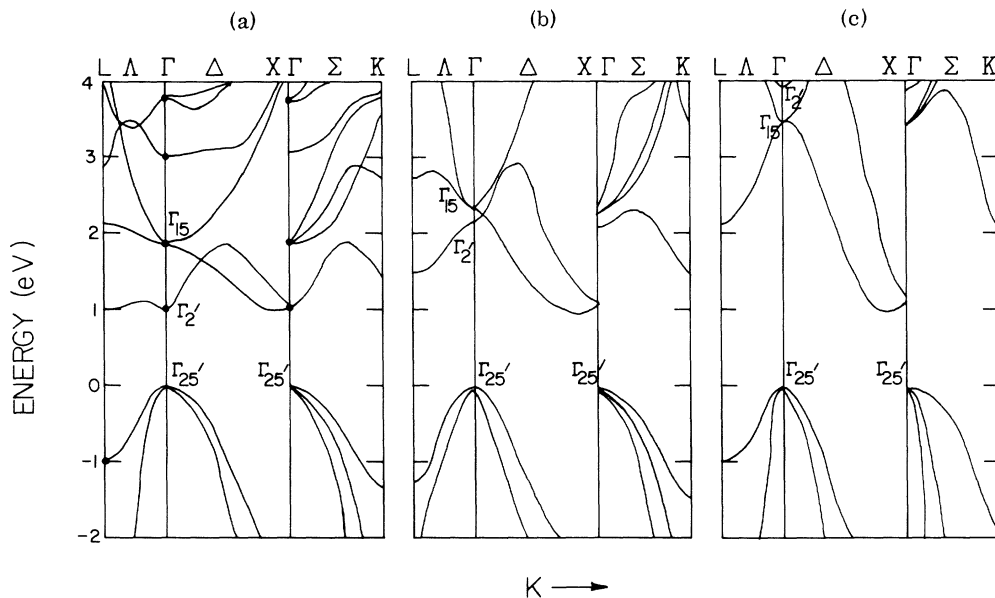 (a) (b) (c)
L Λ Γ Δ X Γ Σ K L Λ Γ Δ X Γ Σ K L Λ Γ Δ X Γ Σ K
4
3
2
1
0
-1
-2
ENERGY (eV)
Γ15
Γ2′
Γ25′ Γ25′
Γ15
Γ2′
Γ25′ Γ25′
Γ2′
Γ15
Γ25′ Γ25′
K